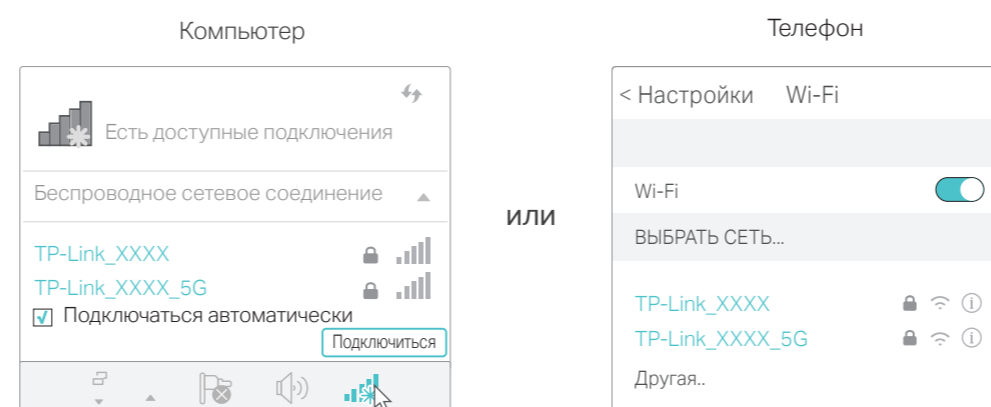 Компьютер
Есть доступные подключения
Беспроводное сетевое соединение
TP-Link_XXXX
TP-Link_XXXX_5G
Подключаться автоматически
Подключиться
или
Телефон
< Настройки Wi-Fi
Wi-Fi
ВЫБРАТЬ СЕТЬ...
TP-Link_XXXX
TP-Link_XXXX_5G
Другая..